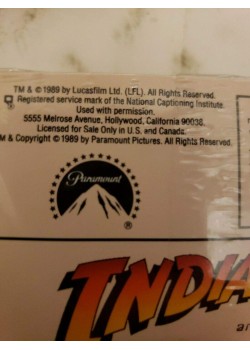 TM & © 1989 by Lucasfilm Ltd. (LFL). All Rights Reserved.
Registered service mark of the National Captioning Institute.
Used with permission.
5555 Melrose Avenue, Hollywood, California 90038.
Licensed for Sale Only in U.S. and Canada.
M & Copyright © 1989 by Paramount Pictures. All Rights Reserved.
Paramount
®
INDIA